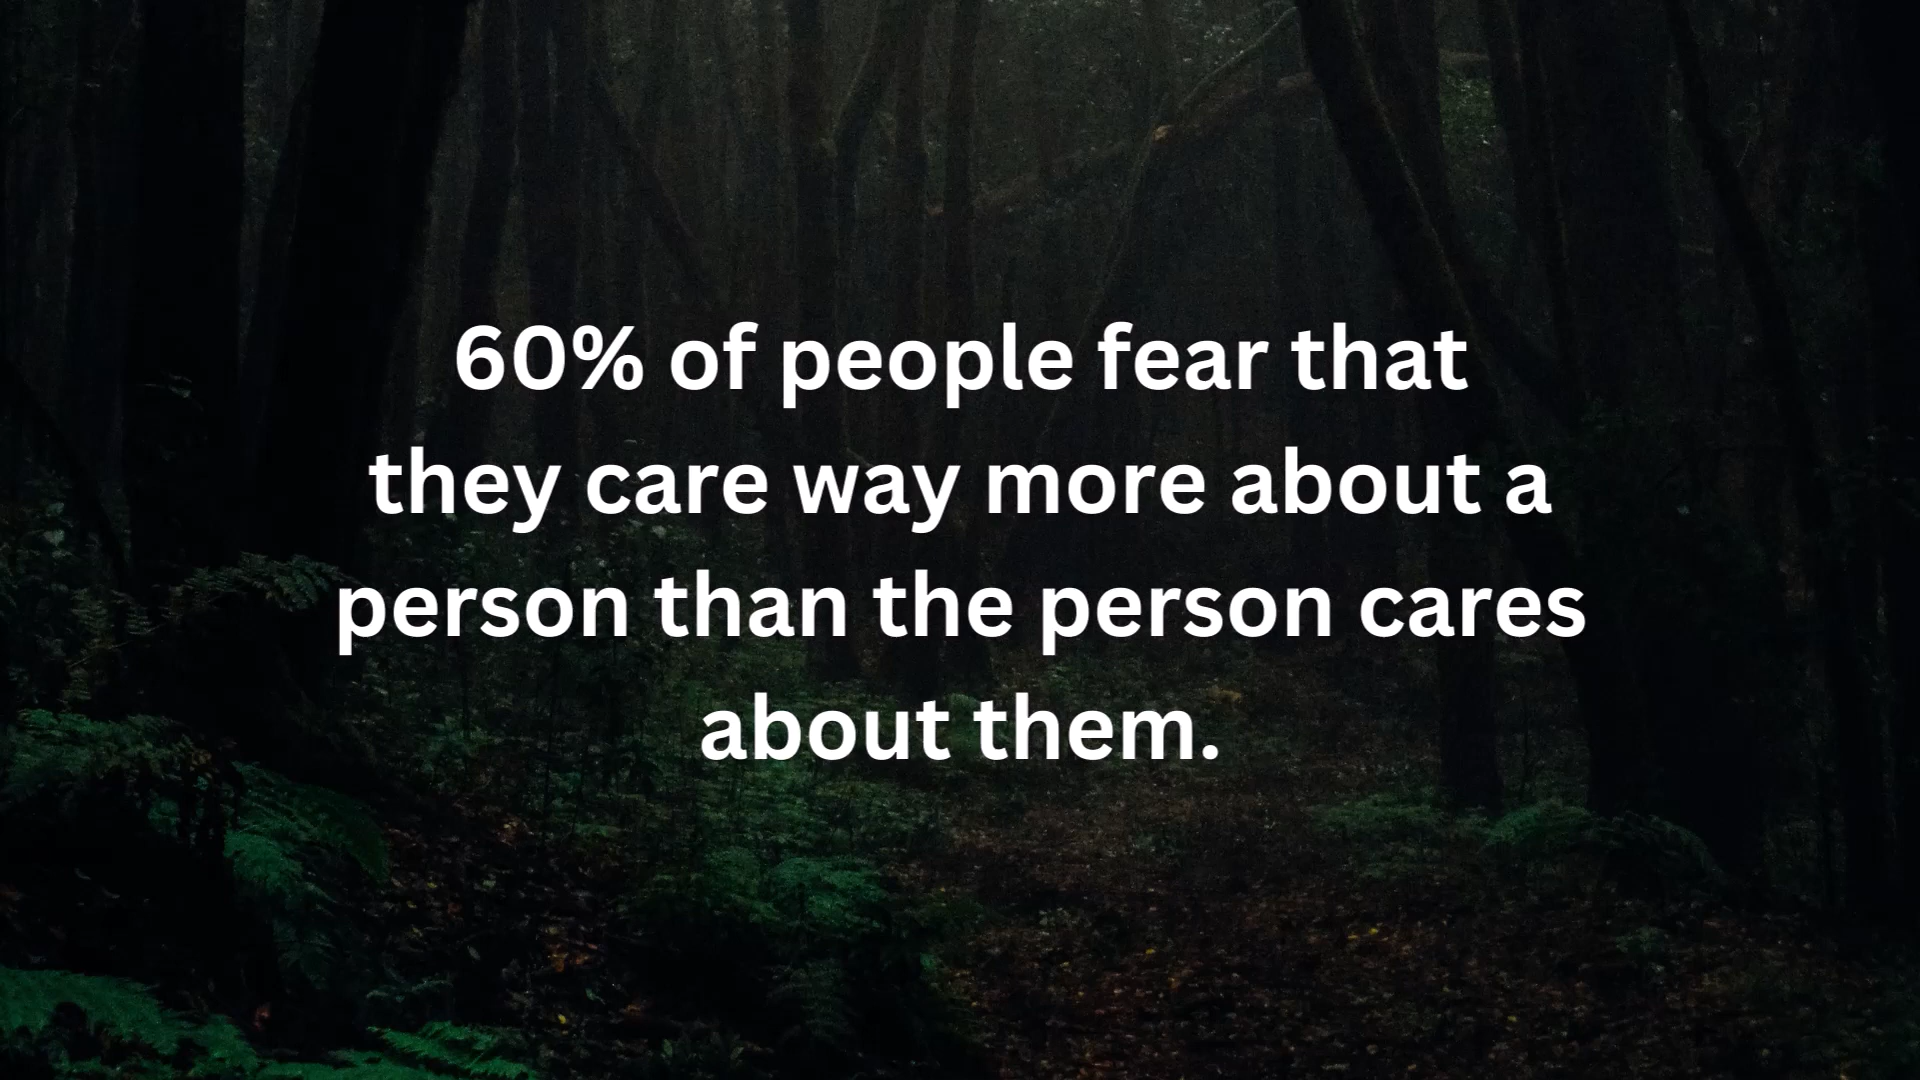 60% of people fear that
they care way more about a
person than the person cares
about them.